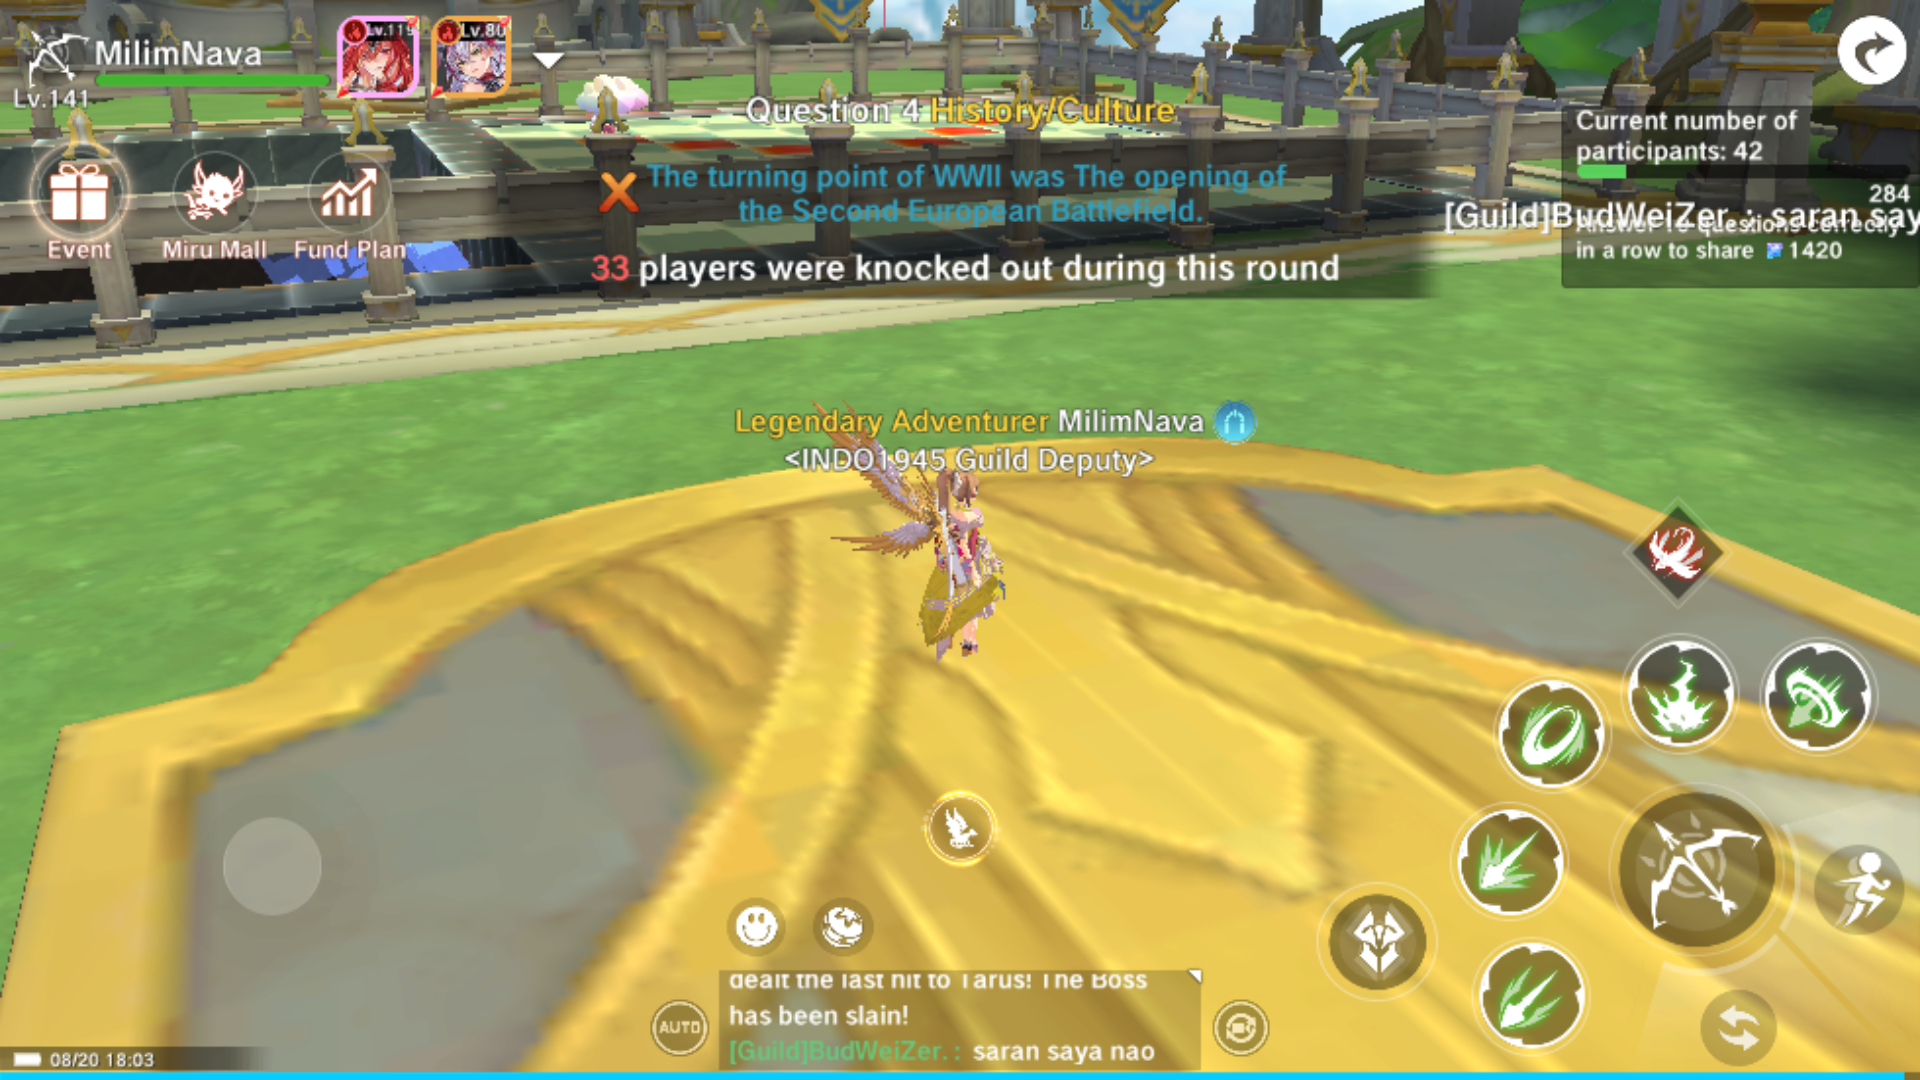 MilimNava
Lv.141
Lv.119
Lv.80
Question 4 History/Culture
The turning point of WWII was The opening of
the Second European Battlefield.
33 players were knocked out during this round
Current number of
participants: 42
284
[Guild]BudWeiZer.: saran say
questions correctly
in a row to share 1420
Event
Miru Mall
Fund Plan
Legendary Adventurer MilimNava
<INDO1945 Guild Deputy>
dealt the last hit to Tarus! The Boss
has been slain!
[Guild]BudWeiZer.: saran saya nao
AUTO
08/20 18:03